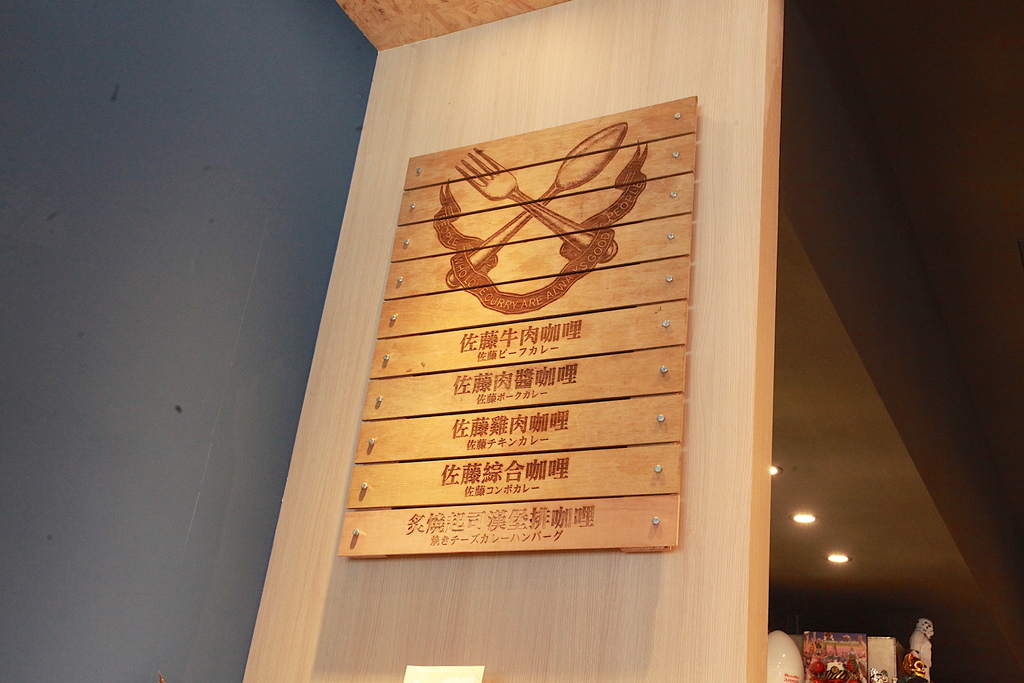 PEOPLE WHO LOVE CURRY ARE ALWAYS GOOD PEOPLE
佐藤牛肉咖哩
佐藤ビーフカレー
佐藤肉醬咖哩
佐藤ポークカレー
佐藤雞肉咖哩
佐藤チキンカレー
佐藤綜合咖哩
佐藤コンボカレー
炙燒起司漢堡排咖哩
焼きチーズカレーハンバーグ